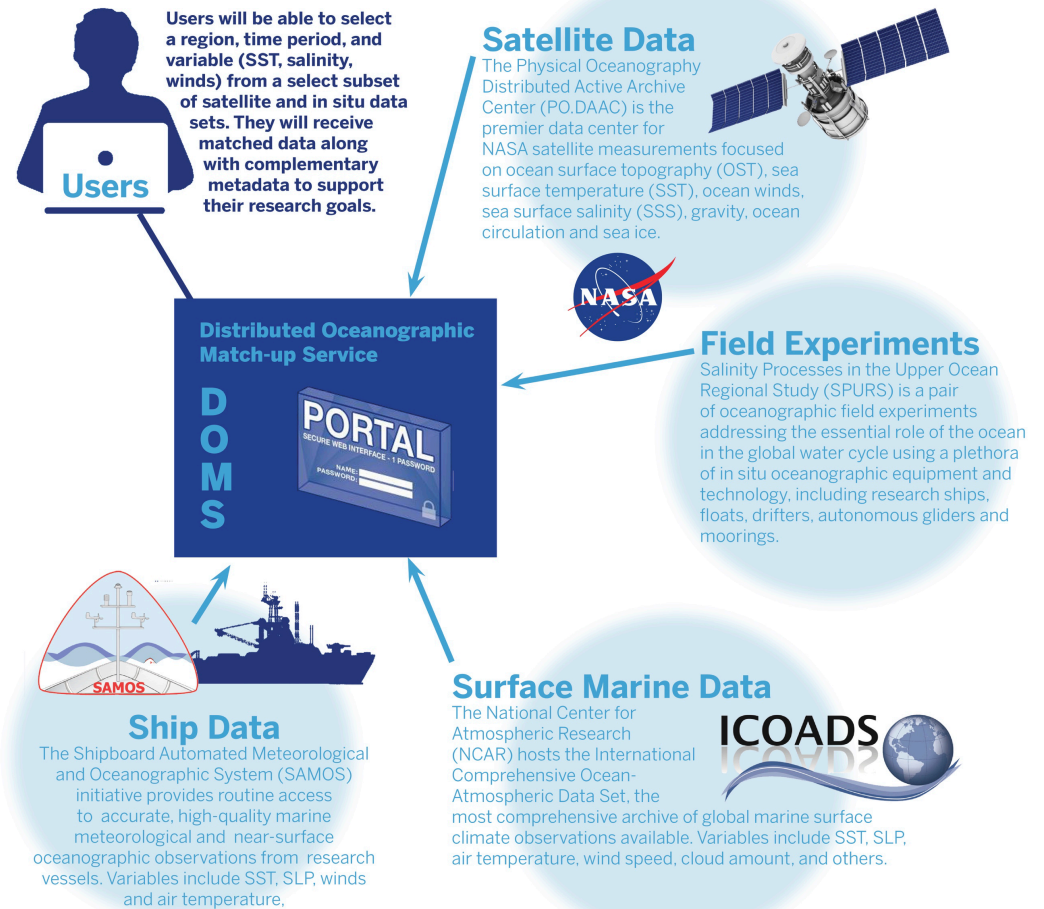 Users will be able to select
a region, time period, and
variable (SST, salinity,
winds) from a select subset
of satellite and in situ data
sets. They will receive
matched data along
with complementary
metadata to support
their research goals.
Users
Satellite Data
The Physical Oceanography
Distributed Active Archive
Center (PO.DAAC) is the
premier data center for
NASA satellite measurements focused
on ocean surface topography (OST), sea
surface temperature (SST), ocean winds,
sea surface salinity (SSS), gravity, ocean
circulation and sea ice.
NASA
Distributed Oceanographic
Match-up Service
D
O
M
S
PORTAL
SECURE WEB INTERFACE - 1 PASSWORD
NAME:
PASSWORD:
Field Experiments
Salinity Processes in the Upper Ocean
Regional Study (SPURS) is a pair
of oceanographic field experiments
addressing the essential role of the ocean
in the global water cycle using a plethora
of in situ oceanographic equipment and
technology, including research ships,
floats, drifters, autonomous gliders and
moorings.
SAMOS
Ship Data
The Shipboard Automated Meteorological
and Oceanographic System (SAMOS)
initiative provides routine access
to accurate, high-quality marine
meteorological and near-surface
oceanographic observations from research
vessels. Variables include SST, SLP, winds
and air temperature,
Surface Marine Data
The National Center for
Atmospheric Research
(NCAR) hosts the International
Comprehensive Ocean-
Atmospheric Data Set, the
most comprehensive archive of global marine surface
climate observations available. Variables include SST, SLP,
air temperature, wind speed, cloud amount, and others.
ICOADS